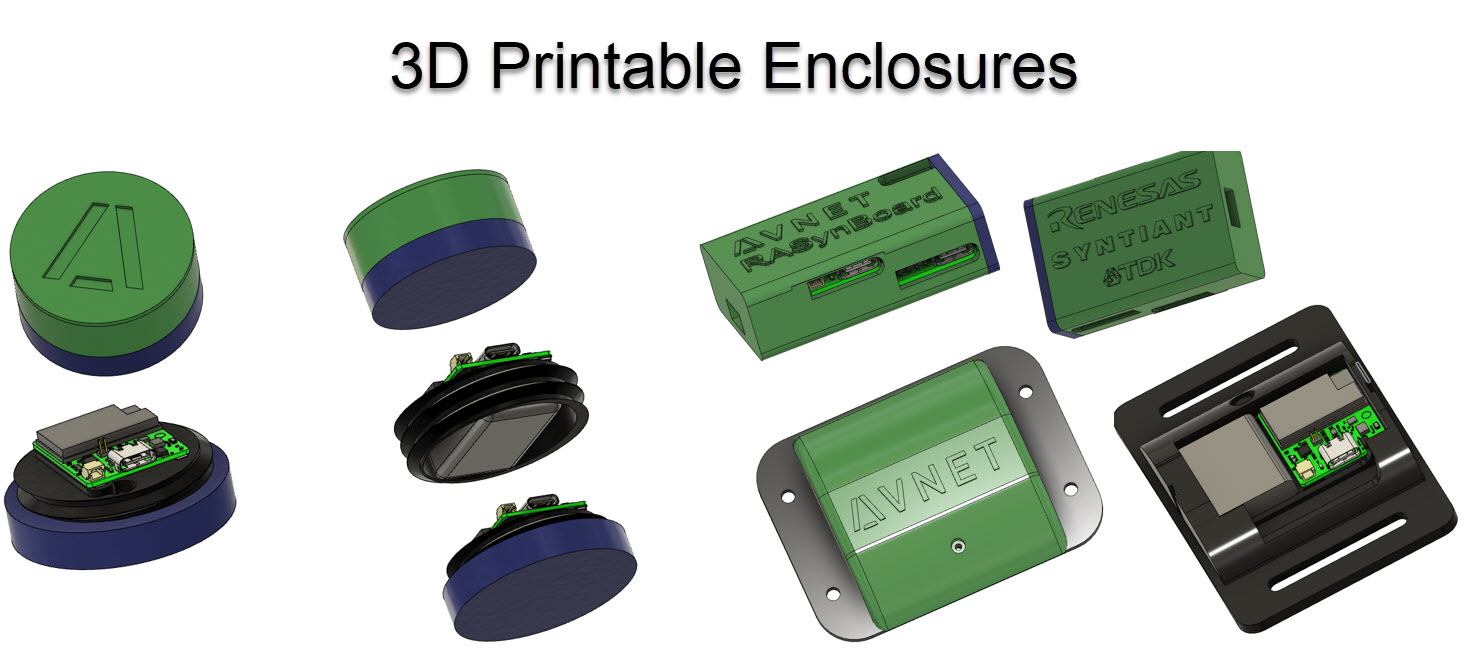 3D Printable Enclosures
AVNET
RASynBoard
RENESAS
SYNTIANT
TDK
AVNET